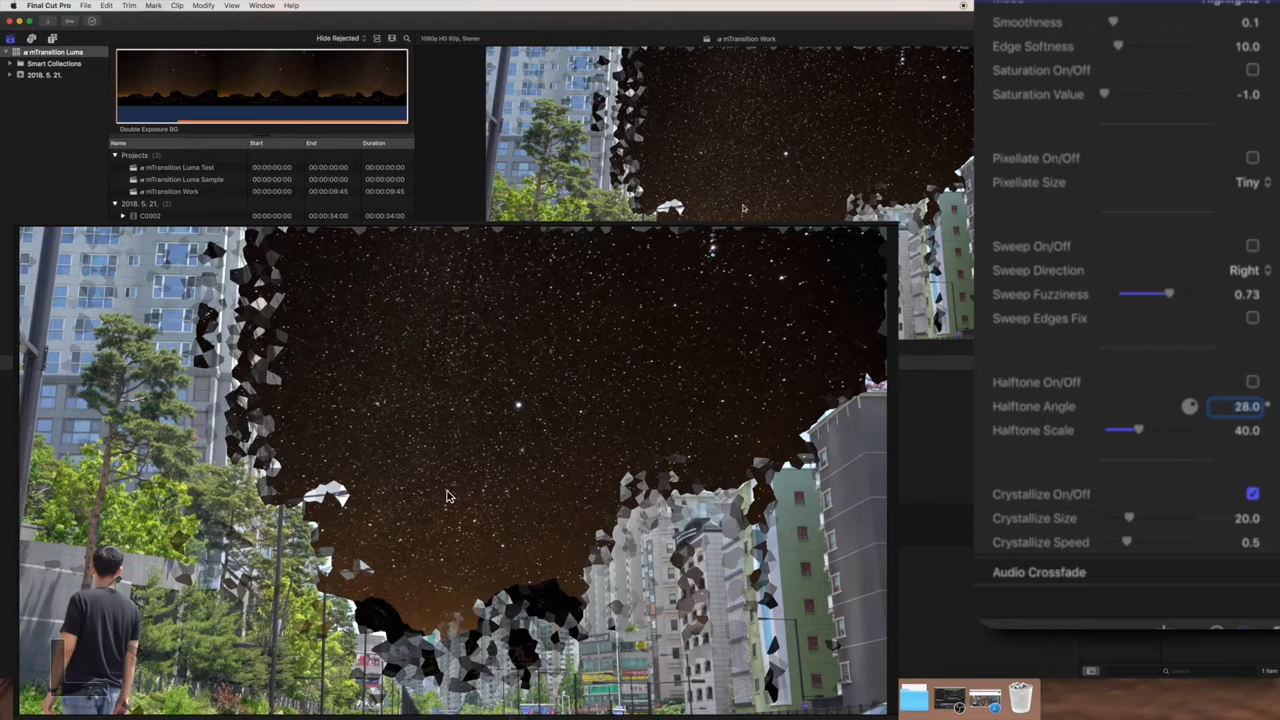 Final Cut Pro File Edit Trim Mark Clip Modify View Window Help
Hide Rejected
1080p HD 60p, Stereo
mTransition Work
mTransition Luma
Smart Collections
2018. 5. 21.
Double Exposure BG
Name Start End Duration
Projects (3)
mTransition Luma Test 00:00:00:00 00:00:00:00 00:00:00:00
mTransition Luma Sample 00:00:00:00 00:00:00:00 00:00:00:00
mTransition Work 00:00:00:00 00:00:09:45 00:00:09:45
2018. 5. 21. (2)
C0002 00:00:00:00 00:00:34:00 00:00:34:00
Smoothness 0.1
Edge Softness 10.0
Saturation On/Off
Saturation Value -1.0
Pixellate On/Off
Pixellate Size Tiny
Sweep On/Off
Sweep Direction Right
Sweep Fuzziness 0.73
Sweep Edges Fix
Halftone On/Off
Halftone Angle 28.0
Halftone Scale 40.0
Crystallize On/Off
Crystallize Size 20.0
Crystallize Speed 0.5
Audio Crossfade
Search
1 item